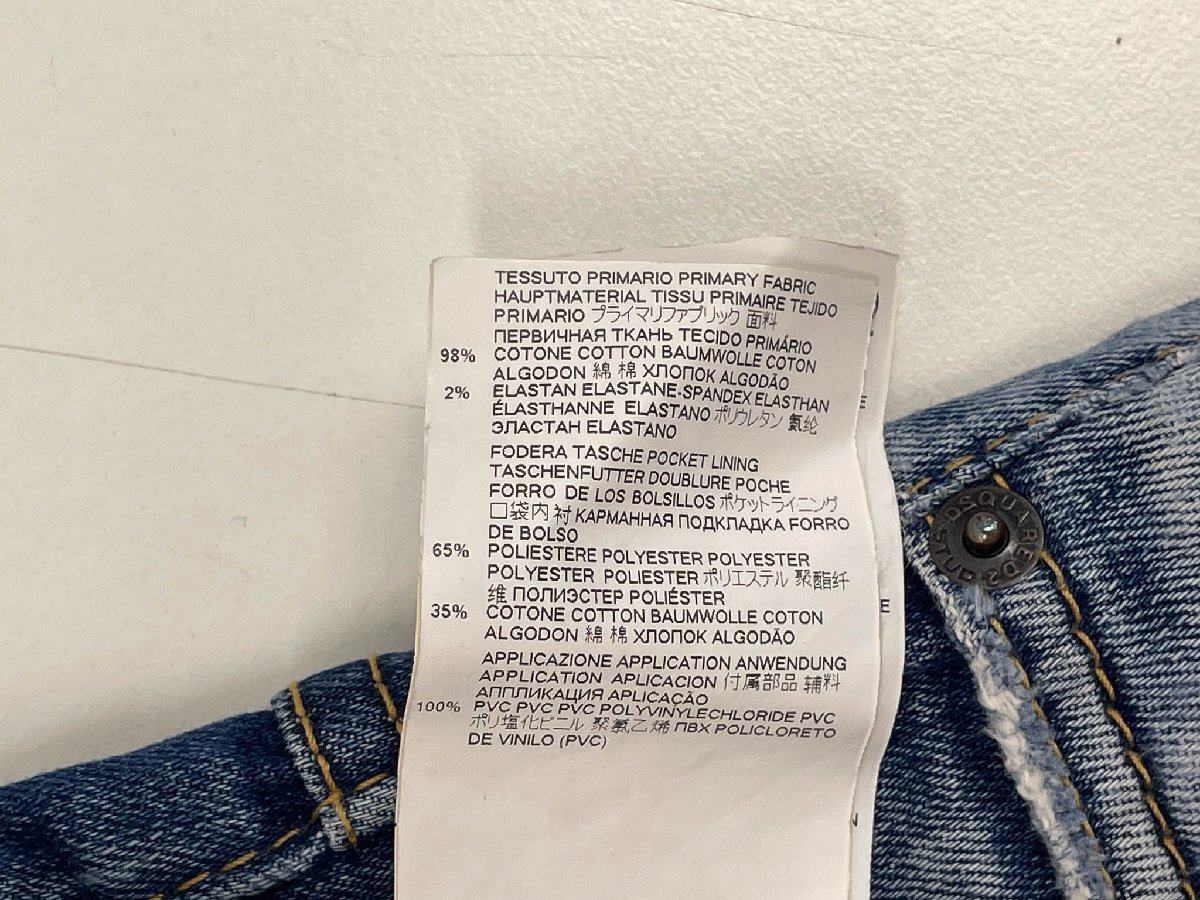 TESSUTO PRIMARIO PRIMARY FABRIC
HAUPTMATERIAL TISSU PRIMAIRE TEJIDO
PRIMARIO プライマリファブリック 面料
ПЕРВИЧНАЯ ТКАНЬ TECIDO PRIMÁRIO
98% COTONE COTTON BAUMWOLLE COTON
ALGODON 綿 棉 ХЛОПОК ALGODÃO
2% ELASTAN ELASTANE-SPANDEX ELASTHAN
ÉLASTHANNE ELASTANO ポリウレタン 氨纶
ЭЛАСТАН ELASTANO
FODERA TASCHE POCKET LINING
TASCHENFUTTER DOUBLURE POCHE
FORRO DE LOS BOLSILLOS ポケットライニング
口袋内 衬 КАРМАННАЯ ПОДКЛАДКА FORRO
DE BOLSO
65% POLIESTERE POLYESTER POLYESTER
POLYESTER POLIESTER ポリエステル 聚酯纤
维 ПОЛИЭСТЕР POLIÉSTER
35% COTONE COTTON BAUMWOLLE COTON
ALGODON 綿 棉 ХЛОПОК ALGODÃO
APPLICAZIONE APPLICATION ANWENDUNG
APPLICATION APLICACION 付属部品 辅料
АППЛИКАЦИЯ APLICAÇÃO
100% PVC PVC PVC POLYVINYLECHLORIDE PVC
ポリ塩化ビニル 聚氯乙烯 ПВХ POLICLORETO
DE VINILO (PVC)
E
E
DSQUARED2